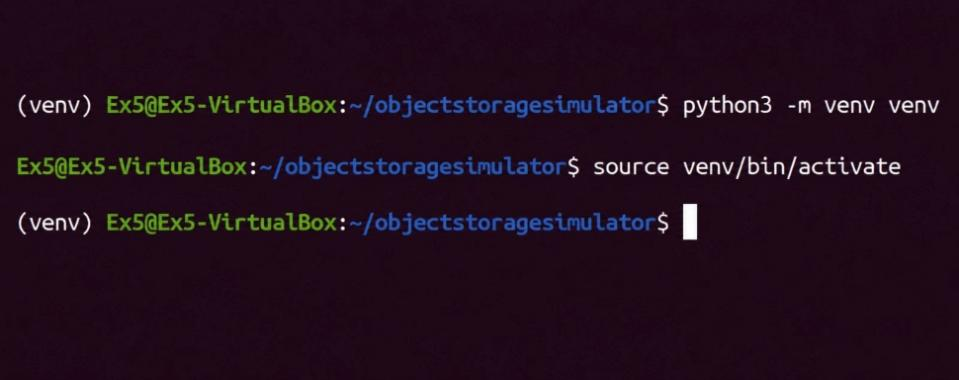 (venv) Ex5@Ex5-VirtualBox:~/objectstoragesimulator$ python3 -m venv venv
Ex5@Ex5-VirtualBox:~/objectstoragesimulator$ source venv/bin/activate
(venv) Ex5@Ex5-VirtualBox:~/objectstoragesimulator$